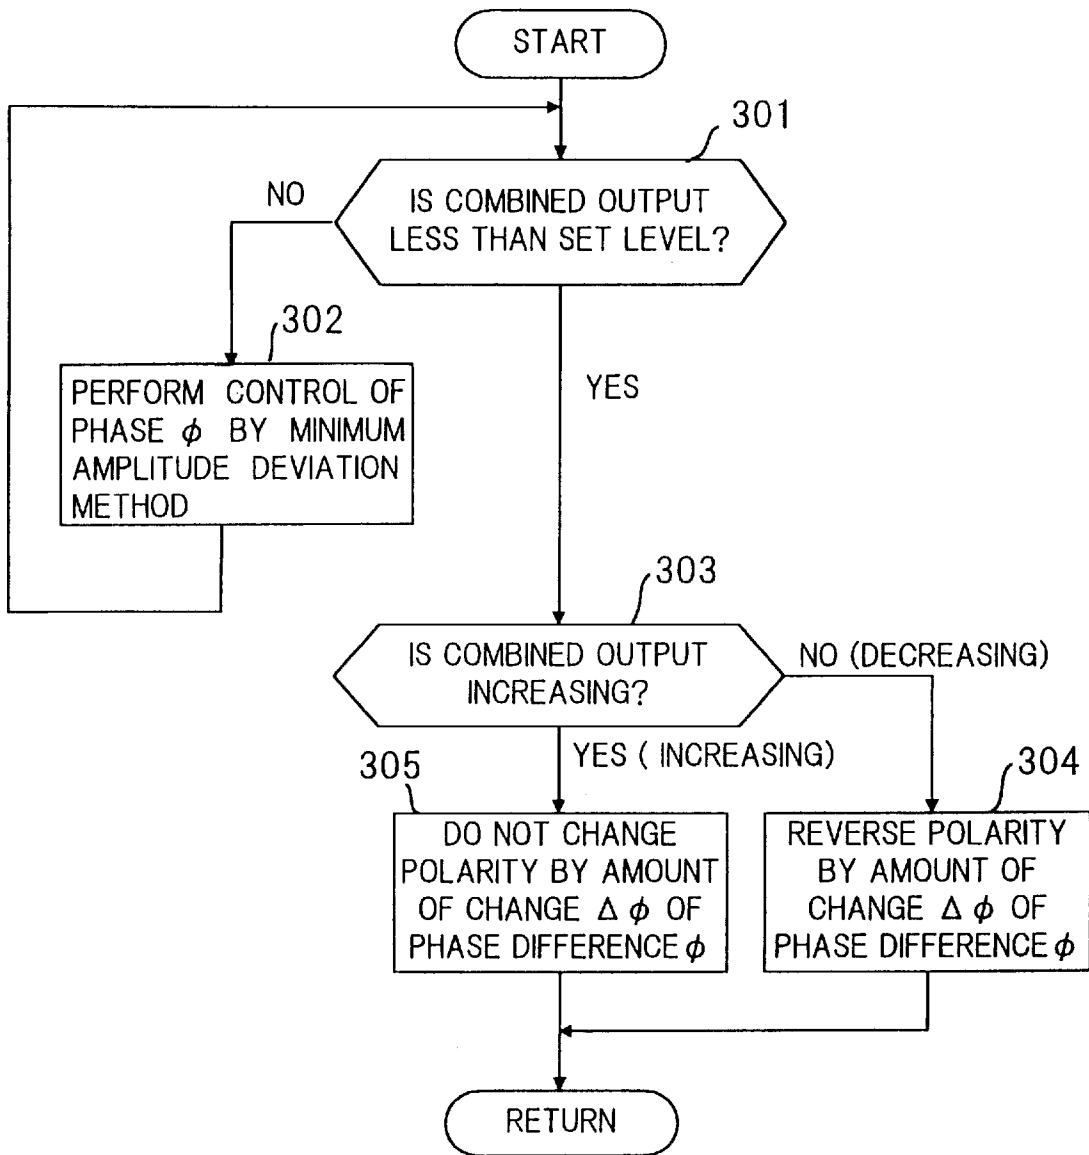 START
301
IS COMBINED OUTPUT
LESS THAN SET LEVEL?
NO
302
PERFORM CONTROL OF
PHASE ϕ BY MINIMUM
AMPLITUDE DEVIATION
METHOD
YES
303
IS COMBINED OUTPUT
INCREASING?
NO (DECREASING)
YES ( INCREASING)
305
DO NOT CHANGE
POLARITY BY AMOUNT
OF CHANGE Δ ϕ OF
PHASE DIFFERENCE ϕ
304
REVERSE POLARITY
BY AMOUNT OF
CHANGE Δ ϕ OF
PHASE DIFFERENCE ϕ
RETURN